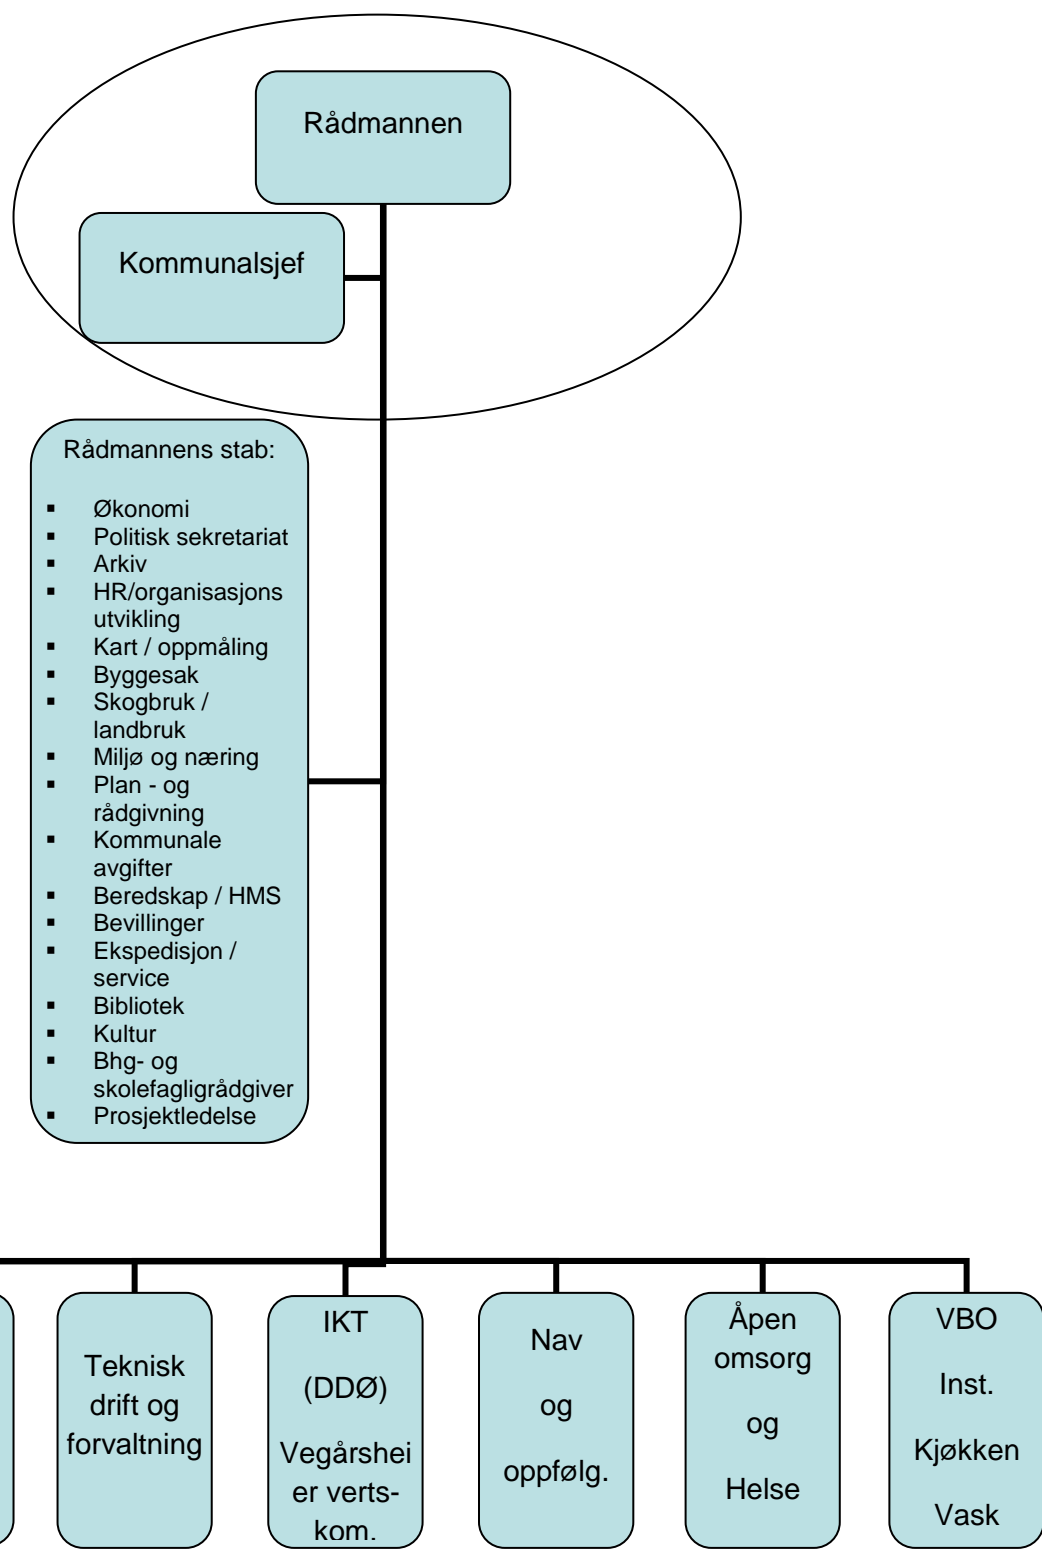 Rådmannen
Kommunalsjef
Rådmannens stab:
▪ Økonomi
▪ Politisk sekretariat
▪ Arkiv
▪ HR/organisasjons
utvikling
▪ Kart / oppmåling
▪ Byggesak
▪ Skogbruk /
landbruk
▪ Miljø og næring
▪ Plan - og
rådgivning
▪ Kommunale
avgifter
▪ Beredskap / HMS
▪ Bevillinger
▪ Ekspedisjon /
service
▪ Bibliotek
▪ Kultur
▪ Bhg- og
skolefagligrådgiver
▪ Prosjektledelse
Teknisk
drift og
forvaltning
IKT
(DDØ)
Vegårshei
er verts-
kom.
Nav
og
oppfølg.
Åpen
omsorg
og
Helse
VBO
Inst.
Kjøkken
Vask